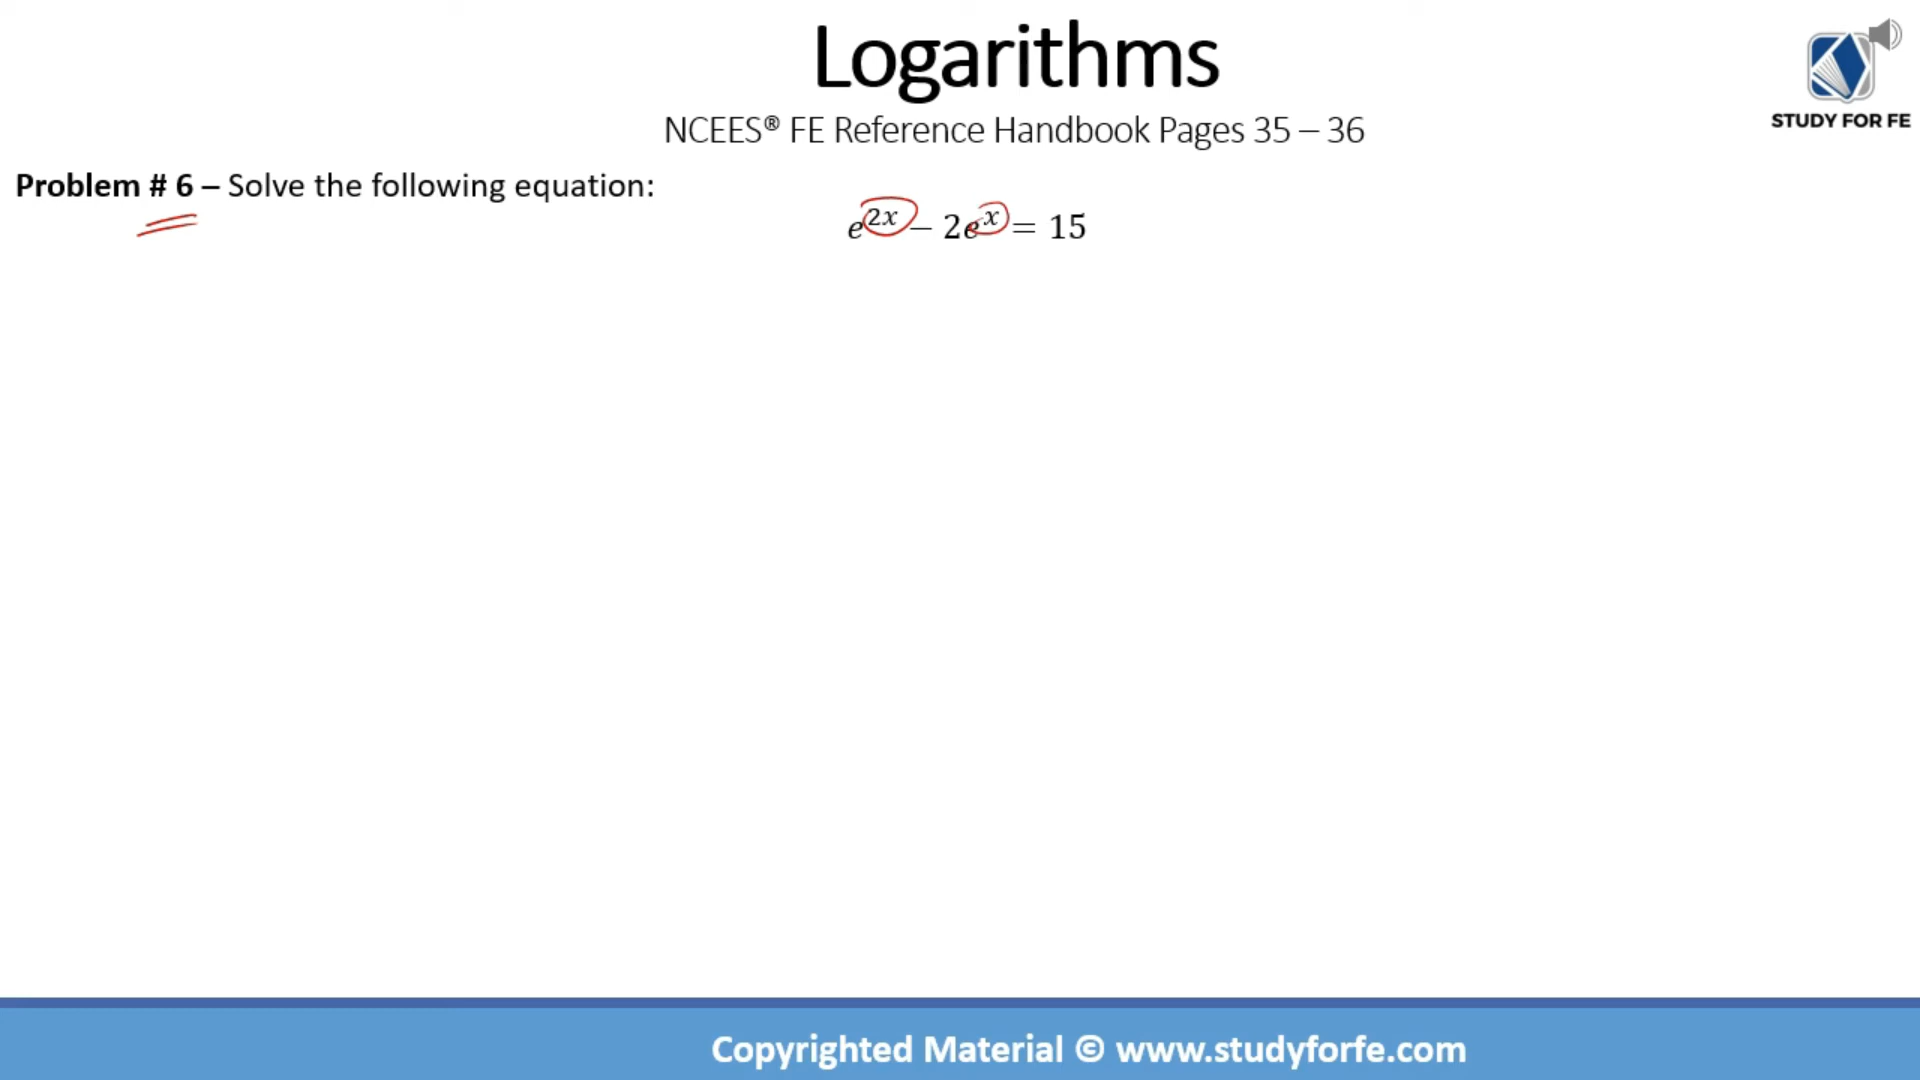 Logarithms
NCEES® FE Reference Handbook Pages 35 – 36
STUDY FOR FE
Problem # 6 – Solve the following equation:
e^{2x} − 2e^{x} = 15
Copyrighted Material © www.studyforfe.com